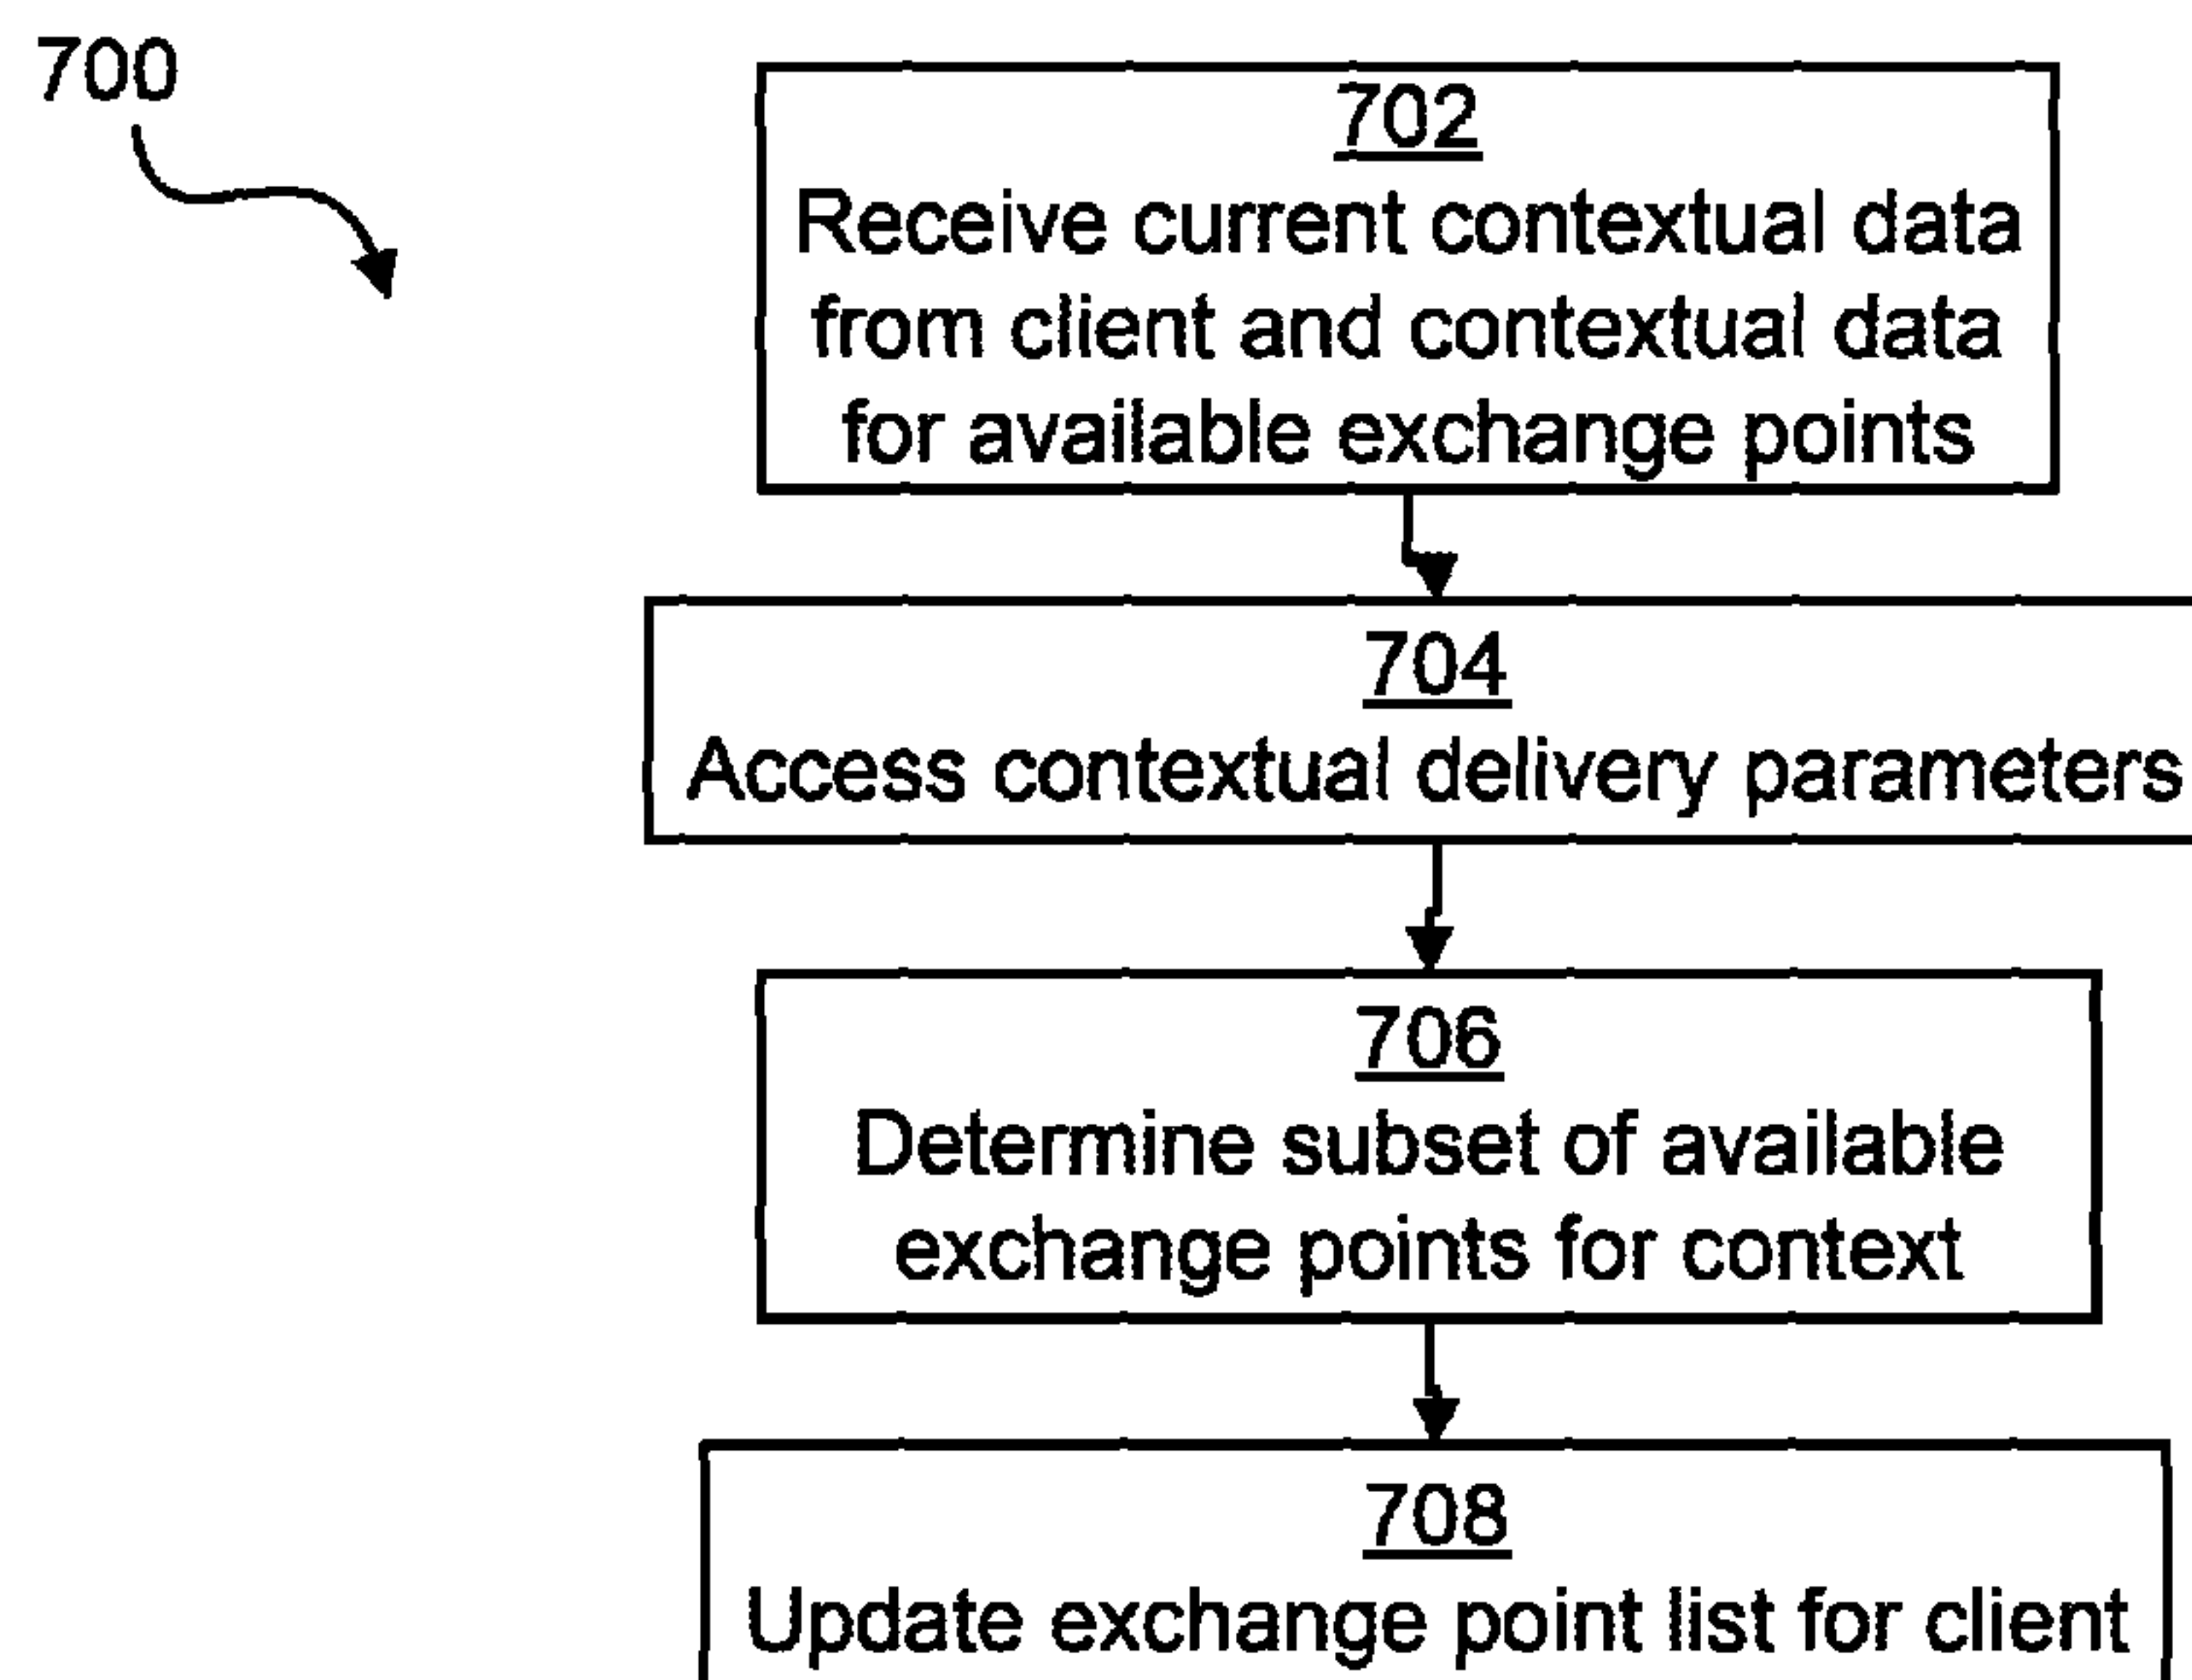 700
702
Receive current contextual data
from client and contextual data
for available exchange points
704
Access contextual delivery parameters
706
Determine subset of available
exchange points for context
708
Update exchange point list for client